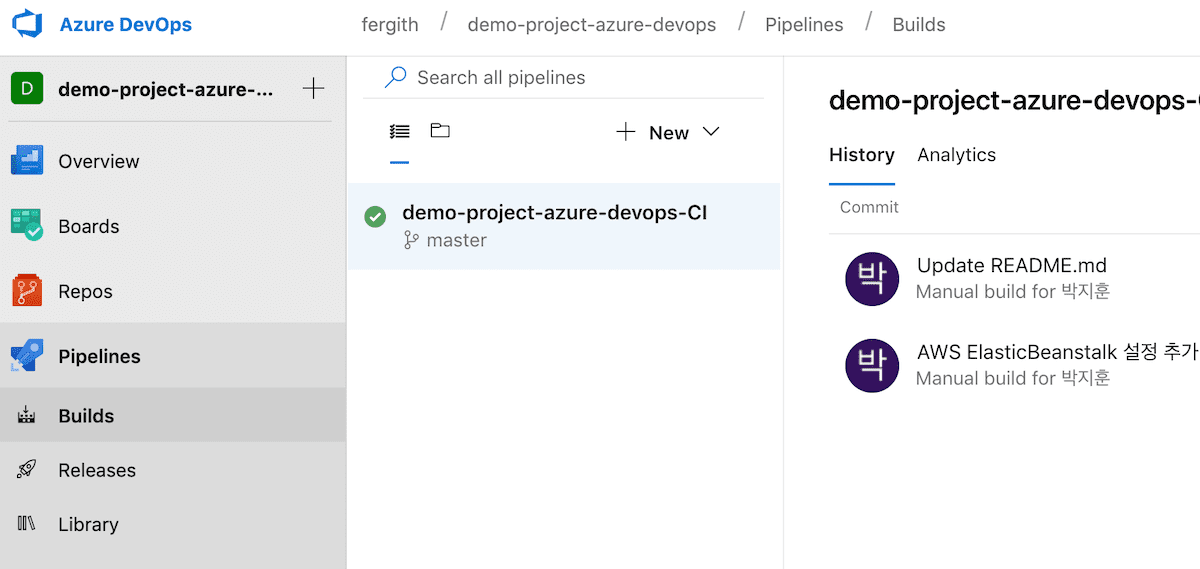 Azure DevOps
fergith / demo-project-azure-devops / Pipelines / Builds
D demo-project-azure-...
Overview
Boards
Repos
Pipelines
Builds
Releases
Library
Search all pipelines
New
demo-project-azure-devops-CI
master
demo-project-azure-devops-
History Analytics
Commit
박 Update README.md
Manual build for 박지훈
박 AWS ElasticBeanstalk 설정 추가
Manual build for 박지훈